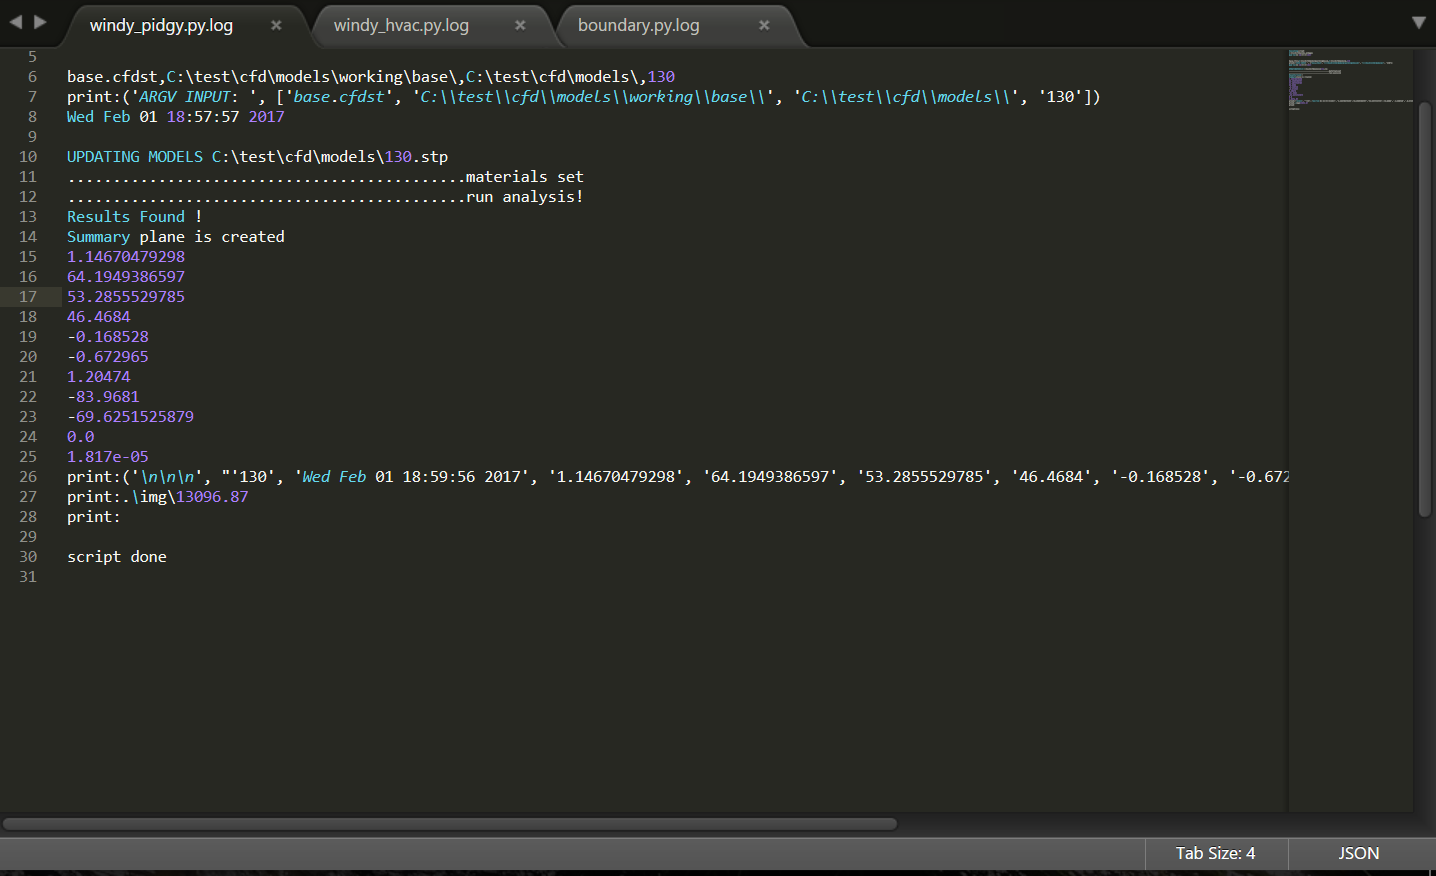 windy_pidgy.py.log × windy_hvac.py.log × boundary.py.log ×
5
6 base.cfdst,C:\test\cfd\models\working\base\,C:\test\cfd\models\,130
7 print:('ARGV INPUT: ', ['base.cfdst', 'C:\\test\\cfd\\models\\working\\base\\', 'C:\\test\\cfd\\models\\', '130'])
8 Wed Feb 01 18:57:57 2017
9
10 UPDATING MODELS C:\test\cfd\models\130.stp
11 ............................................materials set
12 ............................................run analysis!
13 Results Found !
14 Summary plane is created
15 1.14670479298
16 64.1949386597
17 53.2855529785
18 46.4684
19 -0.168528
20 -0.672965
21 1.20474
22 -83.9681
23 -69.6251525879
24 0.0
25 1.817e-05
26 print:('\n\n\n', "'130', 'Wed Feb 01 18:59:56 2017', '1.14670479298', '64.1949386597', '53.2855529785', '46.4684', '-0.168528', '-0.672
27 print:.\img\13096.87
28 print:
29
30 script done
31
Tab Size: 4 JSON